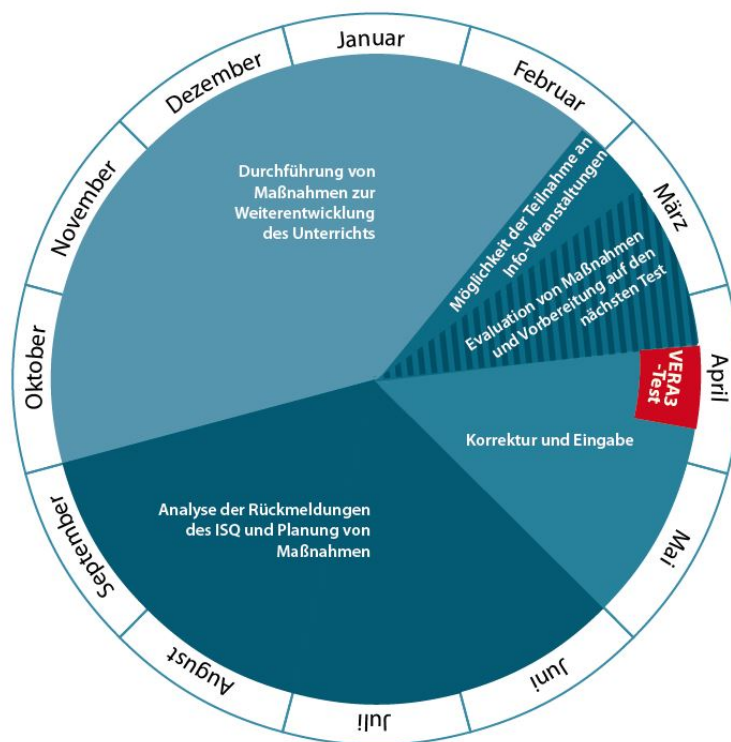 Januar
Februar
März
April
Mai
Juni
Juli
August
September
Oktober
November
Dezember
Durchführung von
Maßnahmen zur
Weiterentwicklung
des Unterrichts
Möglichkeit der Teilnahme an
Info-Veranstaltungen
Evaluation von Maßnahmen
und Vorbereitung auf den
nächsten Test
VERA3
-Test
Korrektur und Eingabe
Analyse der Rückmeldungen
des ISQ und Planung von
Maßnahmen